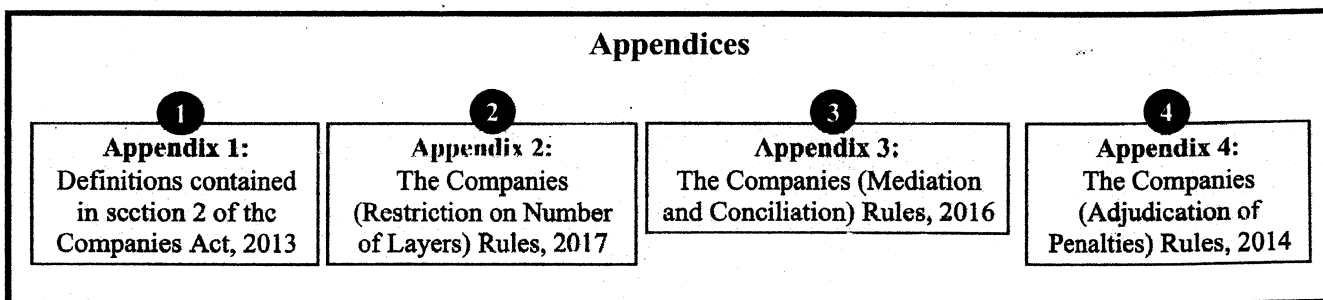 Appendices
1
Appendix 1:
Definitions contained
in section 2 of the
Companies Act, 2013
2
Appendix 2:
The Companies
(Restriction on Number
of Layers) Rules, 2017
3
Appendix 3:
The Companies (Mediation
and Conciliation) Rules, 2016
4
Appendix 4:
The Companies
(Adjudication of
Penalties) Rules, 2014